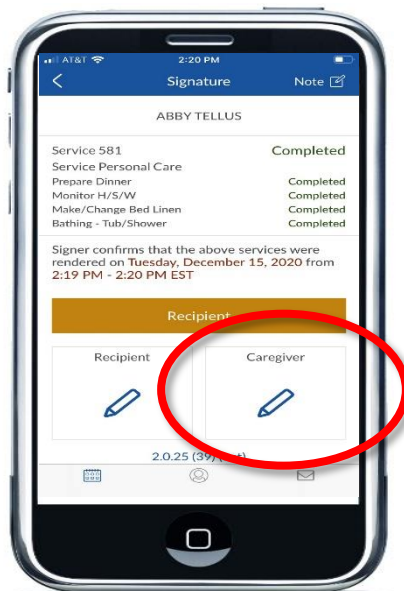 AT&T 2:20 PM
Signature Note
ABBY TELLUS
Service 581 Completed
Service Personal Care
Prepare Dinner Completed
Monitor H/S/W Completed
Make/Change Bed Linen Completed
Bathing - Tub/Shower Completed
Signer confirms that the above services were
rendered on Tuesday, December 15, 2020 from
2:19 PM - 2:20 PM EST
Recipient
Recipient Caregiver
2.0.25 (39)